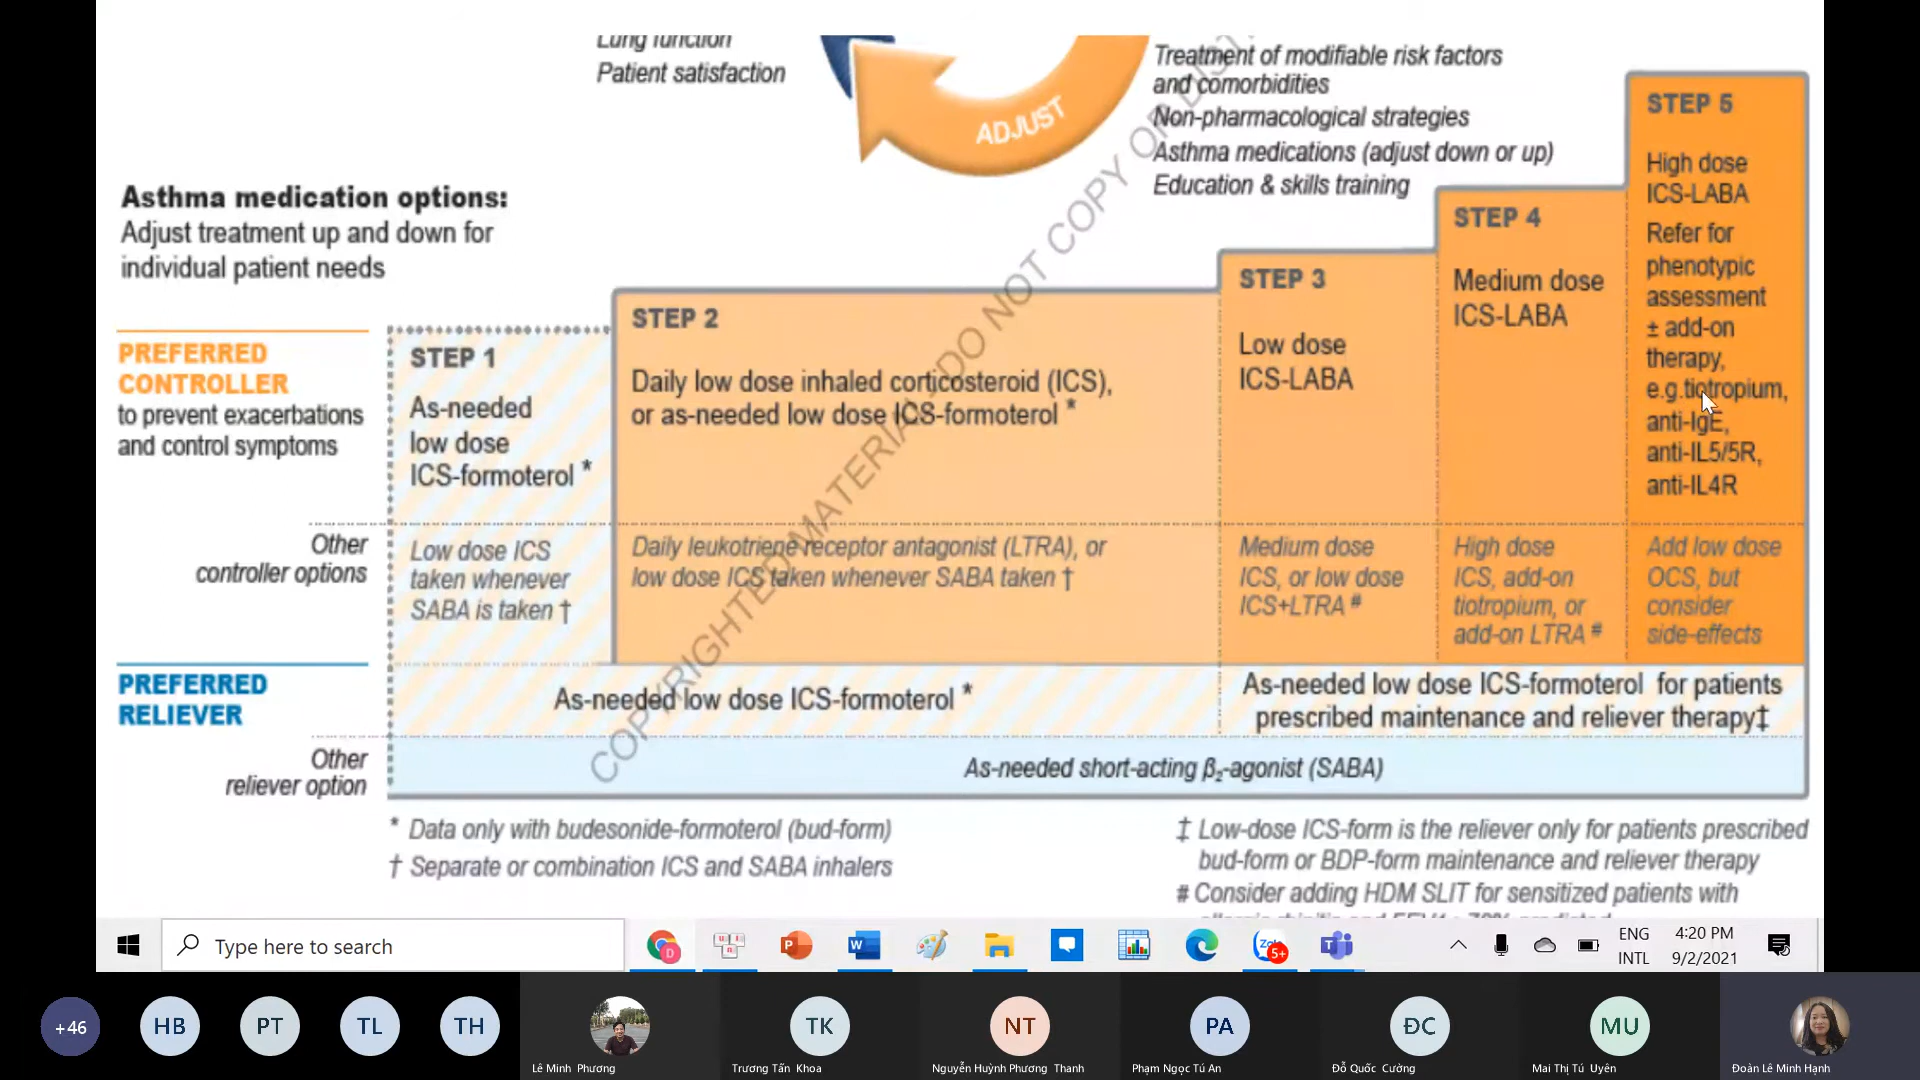 Lung function
Patient satisfaction
ADJUST
Treatment of modifiable risk factors
and comorbidities
Non-pharmacological strategies
Asthma medications (adjust down or up)
Education & skills training
Asthma medication options:
Adjust treatment up and down for
individual patient needs
PREFERRED
CONTROLLER
to prevent exacerbations
and control symptoms
STEP 1
As-needed
low dose
ICS-formoterol *
STEP 2
Daily low dose inhaled corticosteroid (ICS),
or as-needed low dose ICS-formoterol *
STEP 3
Low dose
ICS-LABA
STEP 4
Medium dose
ICS-LABA
STEP 5
High dose
ICS-LABA
Refer for
phenotypic
assessment
± add-on
therapy,
e.g.tiotropium,
anti-IgE,
anti-IL5/5R,
anti-IL4R
Other
controller options
Low dose ICS
taken whenever
SABA is taken †
Daily leukotriene receptor antagonist (LTRA), or
low dose ICS taken whenever SABA taken †
Medium dose
ICS, or low dose
ICS+LTRA #
High dose
ICS, add-on
tiotropium, or
add-on LTRA #
Add low dose
OCS, but
consider
side-effects
PREFERRED
RELIEVER
As-needed low dose ICS-formoterol *
As-needed low dose ICS-formoterol for patients
prescribed maintenance and reliever therapy‡
Other
reliever option
As-needed short-acting β₂-agonist (SABA)
* Data only with budesonide-formoterol (bud-form)
† Separate or combination ICS and SABA inhalers
‡ Low-dose ICS-form is the reliever only for patients prescribed
bud-form or BDP-form maintenance and reliever therapy
# Consider adding HDM SLIT for sensitized patients with
COPYRIGHTED MATERIAL - DO NOT COPY OR
Type here to search
D
P
W
Zalo
5+
ENG
INTL
4:20 PM
9/2/2021
+46
HB
PT
TL
TH
TK
NT
PA
ĐC
MU
Lê Minh Phương
Trương Tấn Khoa
Nguyễn Huỳnh Phương Thanh
Phạm Ngọc Tú An
Đỗ Quốc Cường
Mai Thị Tú Uyên
Đoàn Lê Minh Hạnh